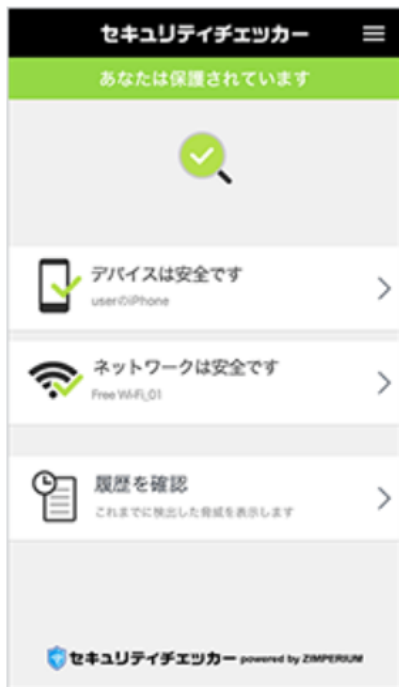 セキュリティチェッカー
あなたは保護されています
デバイスは安全です
userのiPhone
ネットワークは安全です
Free Wi-Fi_01
履歴を確認
これまでに検出した脅威を表示します
セキュリティチェッカー powered by ZIMPERIUM